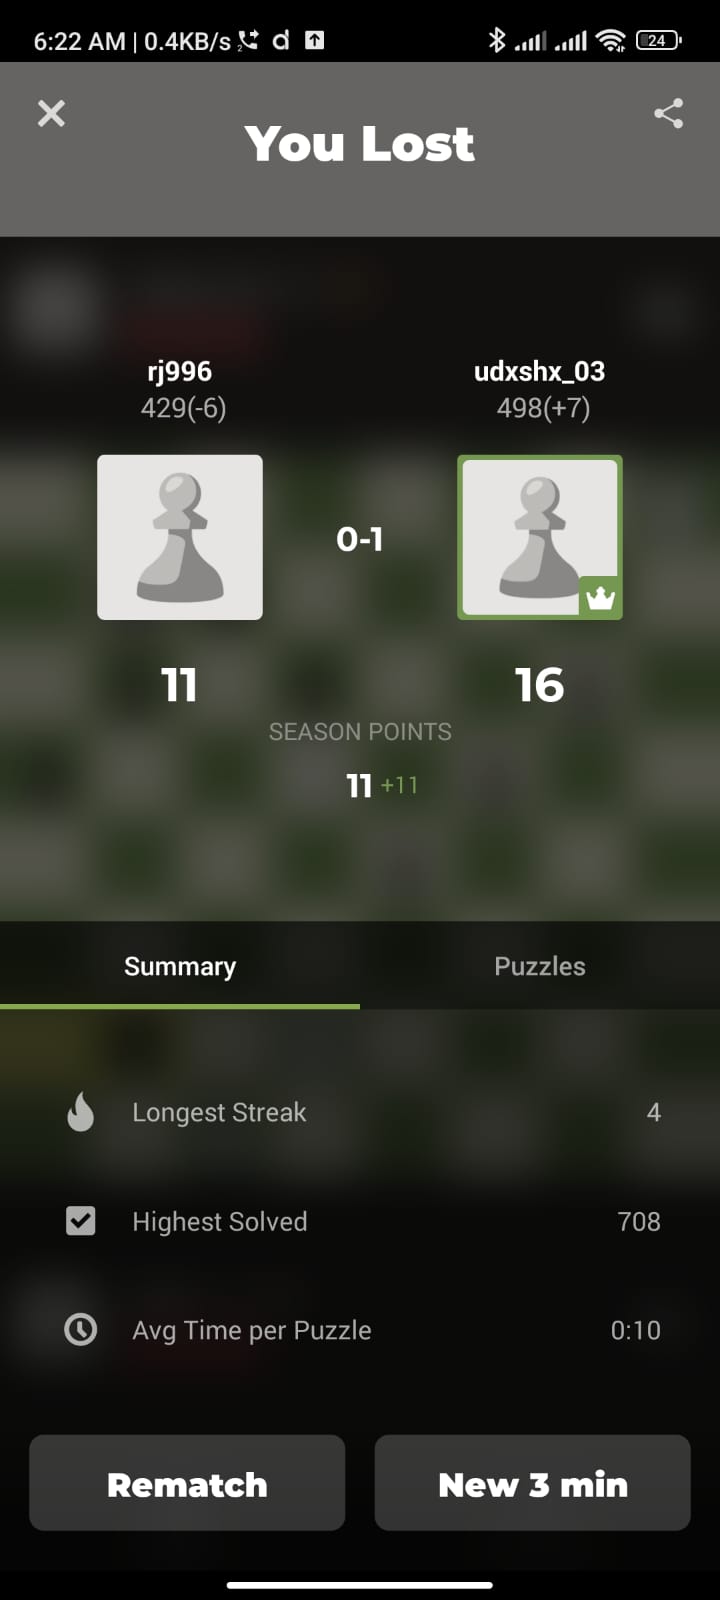 6:22 AM | 0.4KB/s 2 d 24
You Lost
rj996 udxshx_03
429(-6) 498(+7)
0-1
11 16
SEASON POINTS
11 +11
Summary Puzzles
Longest Streak 4
Highest Solved 708
Avg Time per Puzzle 0:10
Rematch New 3 min